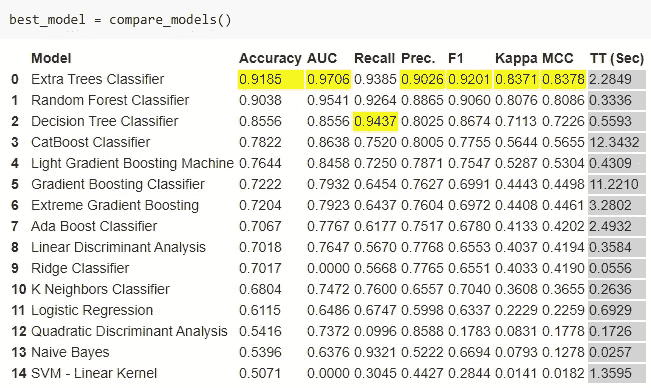 best_model = compare_models()
Model Accuracy AUC Recall Prec. F1 Kappa MCC TT (Sec)
0 Extra Trees Classifier 0.9185 0.9706 0.9385 0.9026 0.9201 0.8371 0.8378 2.2849
1 Random Forest Classifier 0.9038 0.9541 0.9264 0.8865 0.9060 0.8076 0.8086 0.3336
2 Decision Tree Classifier 0.8556 0.8556 0.9437 0.8025 0.8674 0.7113 0.7226 0.5593
3 CatBoost Classifier 0.7822 0.8638 0.7520 0.8005 0.7755 0.5644 0.5655 12.3432
4 Light Gradient Boosting Machine 0.7644 0.8458 0.7250 0.7871 0.7547 0.5287 0.5304 0.4309
5 Gradient Boosting Classifier 0.7222 0.7932 0.6454 0.7627 0.6991 0.4443 0.4498 11.2210
6 Extreme Gradient Boosting 0.7204 0.7923 0.6437 0.7604 0.6972 0.4408 0.4461 3.2802
7 Ada Boost Classifier 0.7067 0.7767 0.6177 0.7517 0.6780 0.4133 0.4202 2.4932
8 Linear Discriminant Analysis 0.7018 0.7647 0.5670 0.7768 0.6553 0.4037 0.4194 0.3584
9 Ridge Classifier 0.7017 0.0000 0.5668 0.7765 0.6551 0.4033 0.4190 0.0556
10 K Neighbors Classifier 0.6804 0.7472 0.7600 0.6557 0.7040 0.3608 0.3655 0.2636
11 Logistic Regression 0.6115 0.6486 0.6747 0.5998 0.6337 0.2229 0.2259 0.6929
12 Quadratic Discriminant Analysis 0.5416 0.7372 0.0996 0.8588 0.1783 0.0831 0.1778 0.1726
13 Naive Bayes 0.5396 0.6376 0.9321 0.5222 0.6694 0.0793 0.1278 0.0257
14 SVM - Linear Kernel 0.5071 0.0000 0.3045 0.4427 0.2844 0.0141 0.0182 1.3595